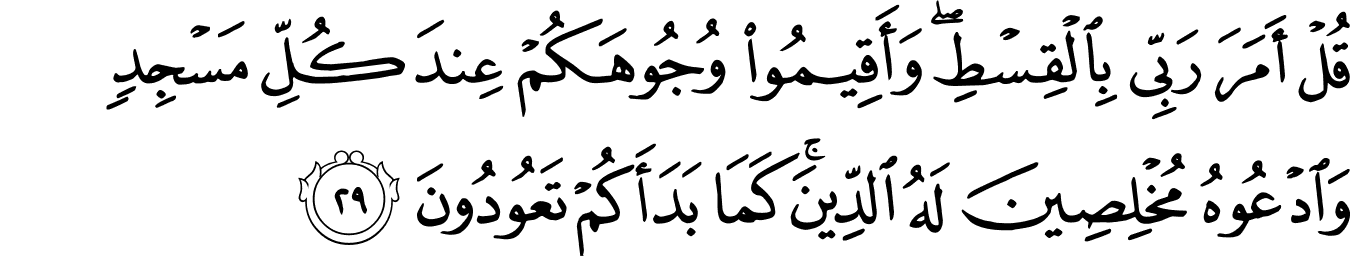 قُلْ أَمَرَ رَبِّى بِٱلْقِسْطِ ۖ وَأَقِيمُوا۟ وُجُوهَكُمْ عِندَ كُلِّ مَسْجِدٍ
وَٱدْعُوهُ مُخْلِصِينَ لَهُ ٱلدِّينَ ۚ كَمَا بَدَأَكُمْ تَعُودُونَ ٢٩